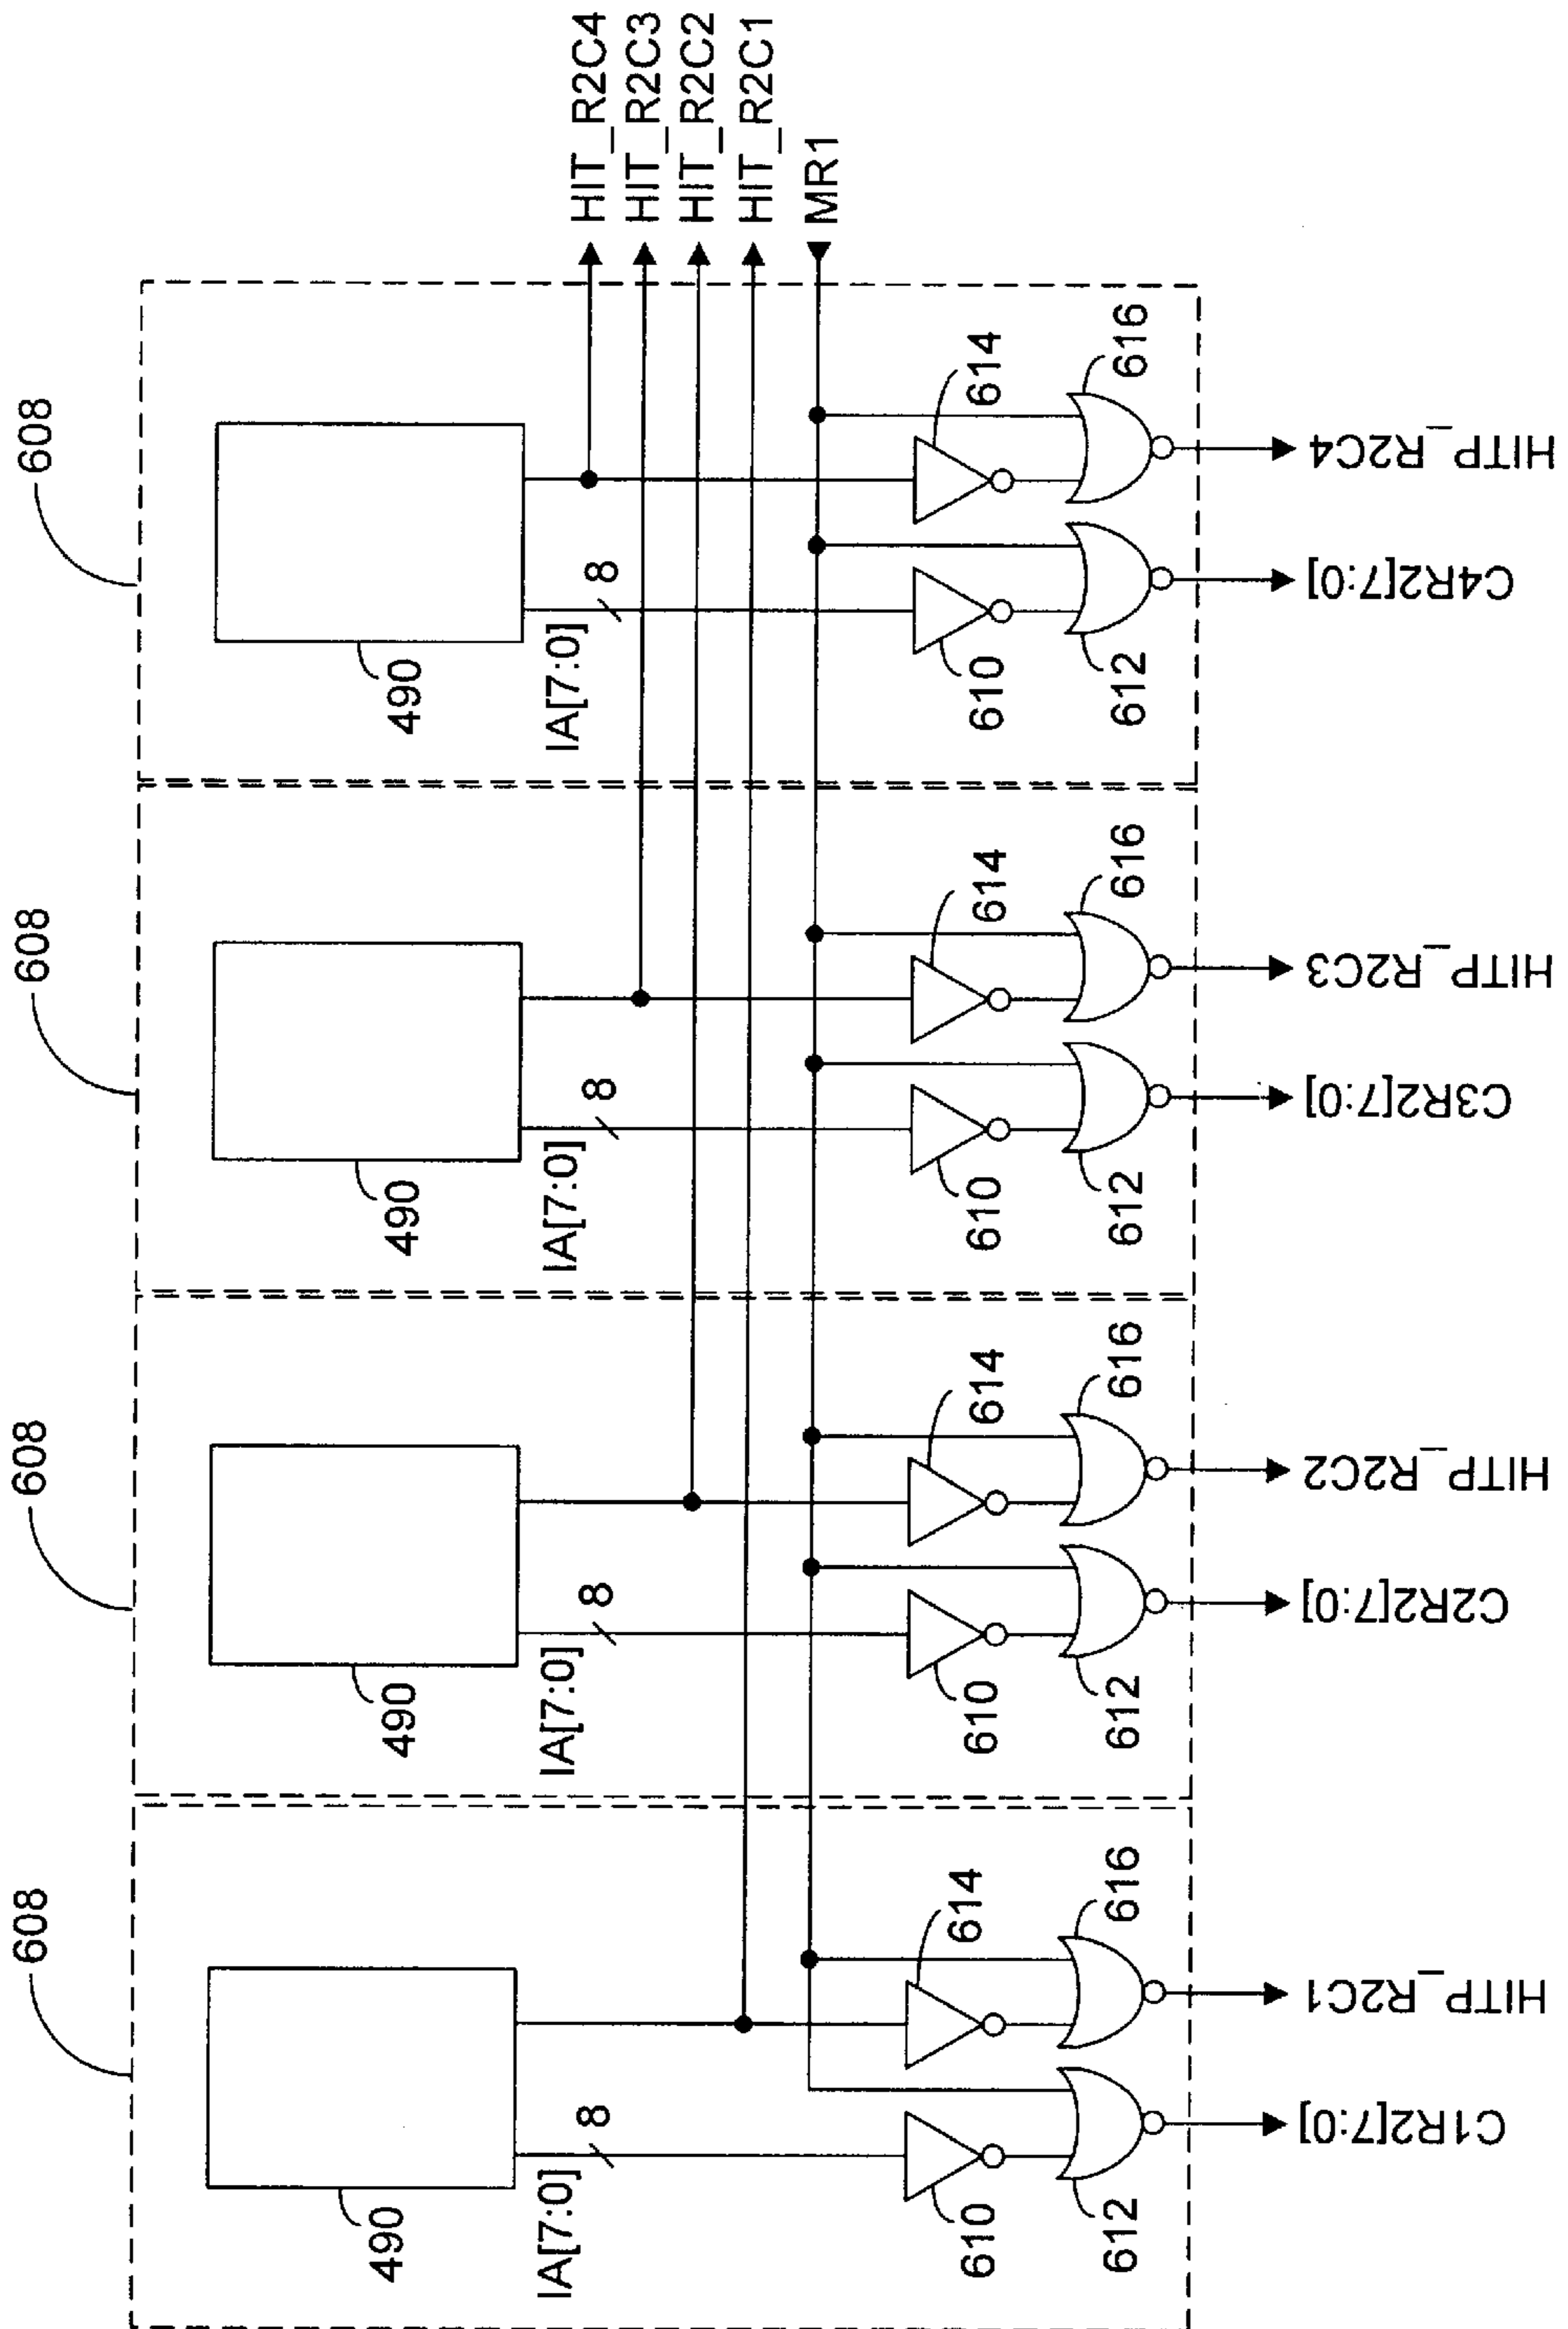 608
608
608
608
HIT_R2C4
HIT_R2C3
HIT_R2C2
HIT_R2C1
MR1
490
IA[7:0]
8
610
612
614
616
C4R2[7:0]
HITP_R2C4
490
IA[7:0]
8
610
612
614
616
C3R2[7:0]
HITP_R2C3
490
IA[7:0]
8
610
612
614
616
C2R2[7:0]
HITP_R2C2
490
IA[7:0]
8
610
612
614
616
C1R2[7:0]
HITP_R2C1